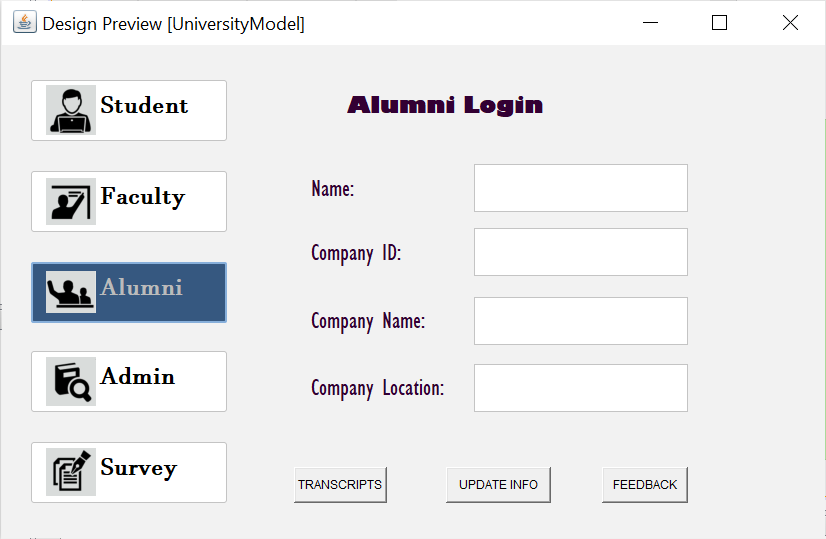 Design Preview [UniversityModel]
Student
Faculty
Alumni
Admin
Survey
Alumni Login
Name:
Company ID:
Company Name:
Company Location:
TRANSCRIPTS
UPDATE INFO
FEEDBACK